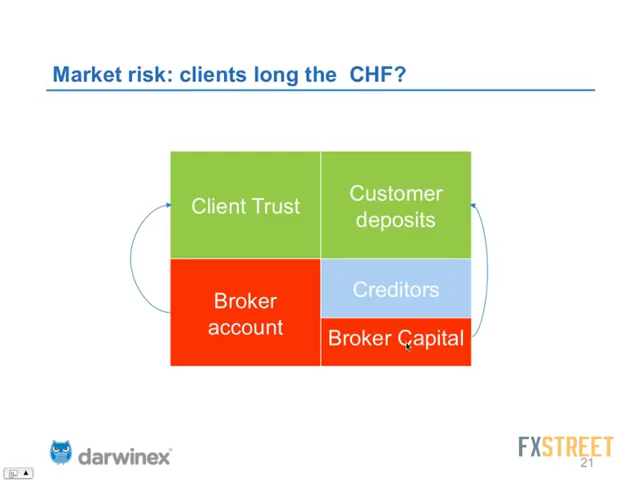 Market risk: clients long the CHF?
Client Trust
Customer
deposits
Broker
account
Creditors
Broker Capital
darwinex®
FXSTREET
21